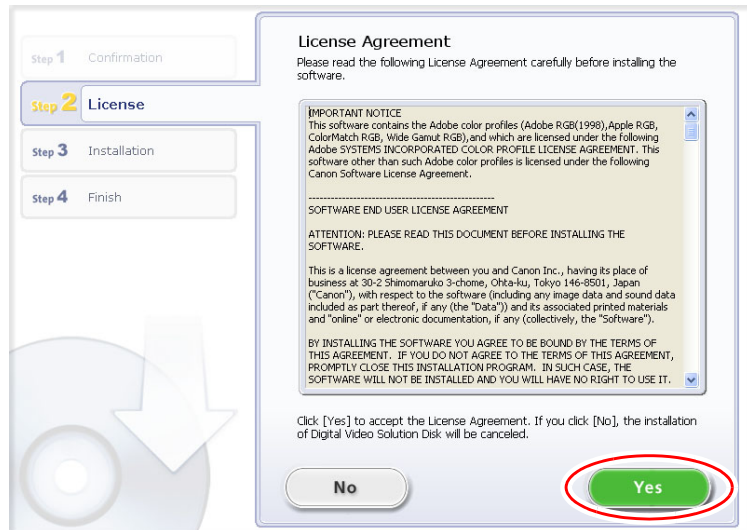 Step 1 Confirmation
Step 2 License
Step 3 Installation
Step 4 Finish
License Agreement
Please read the following License Agreement carefully before installing the
software.
IMPORTANT NOTICE
This software contains the Adobe color profiles (Adobe RGB(1998),Apple RGB,
ColorMatch RGB, Wide Gamut RGB),and which are licensed under the following
Adobe SYSTEMS INCORPORATED COLOR PROFILE LICENSE AGREEMENT. This
software other than such Adobe color profiles is licensed under the following
Canon Software License Agreement.
--------------------------------------------------
SOFTWARE END USER LICENSE AGREEMENT
ATTENTION: PLEASE READ THIS DOCUMENT BEFORE INSTALLING THE
SOFTWARE.
This is a license agreement between you and Canon Inc., having its place of
business at 30-2 Shimomaruko 3-chome, Ohta-ku, Tokyo 146-8501, Japan
("Canon"), with respect to the software (including any image data and sound data
included as part thereof, if any (the "Data")) and its associated printed materials
and "online" or electronic documentation, if any (collectively, the "Software").
BY INSTALLING THE SOFTWARE YOU AGREE TO BE BOUND BY THE TERMS OF
THIS AGREEMENT.  IF YOU DO NOT AGREE TO THE TERMS OF THIS AGREEMENT,
PROMPTLY CLOSE THIS INSTALLATION PROGRAM.  IN SUCH CASE, THE
SOFTWARE WILL NOT BE INSTALLED AND YOU WILL HAVE NO RIGHT TO USE IT.
Click [Yes] to accept the License Agreement. If you click [No], the installation
of Digital Video Solution Disk will be canceled.
No
Yes